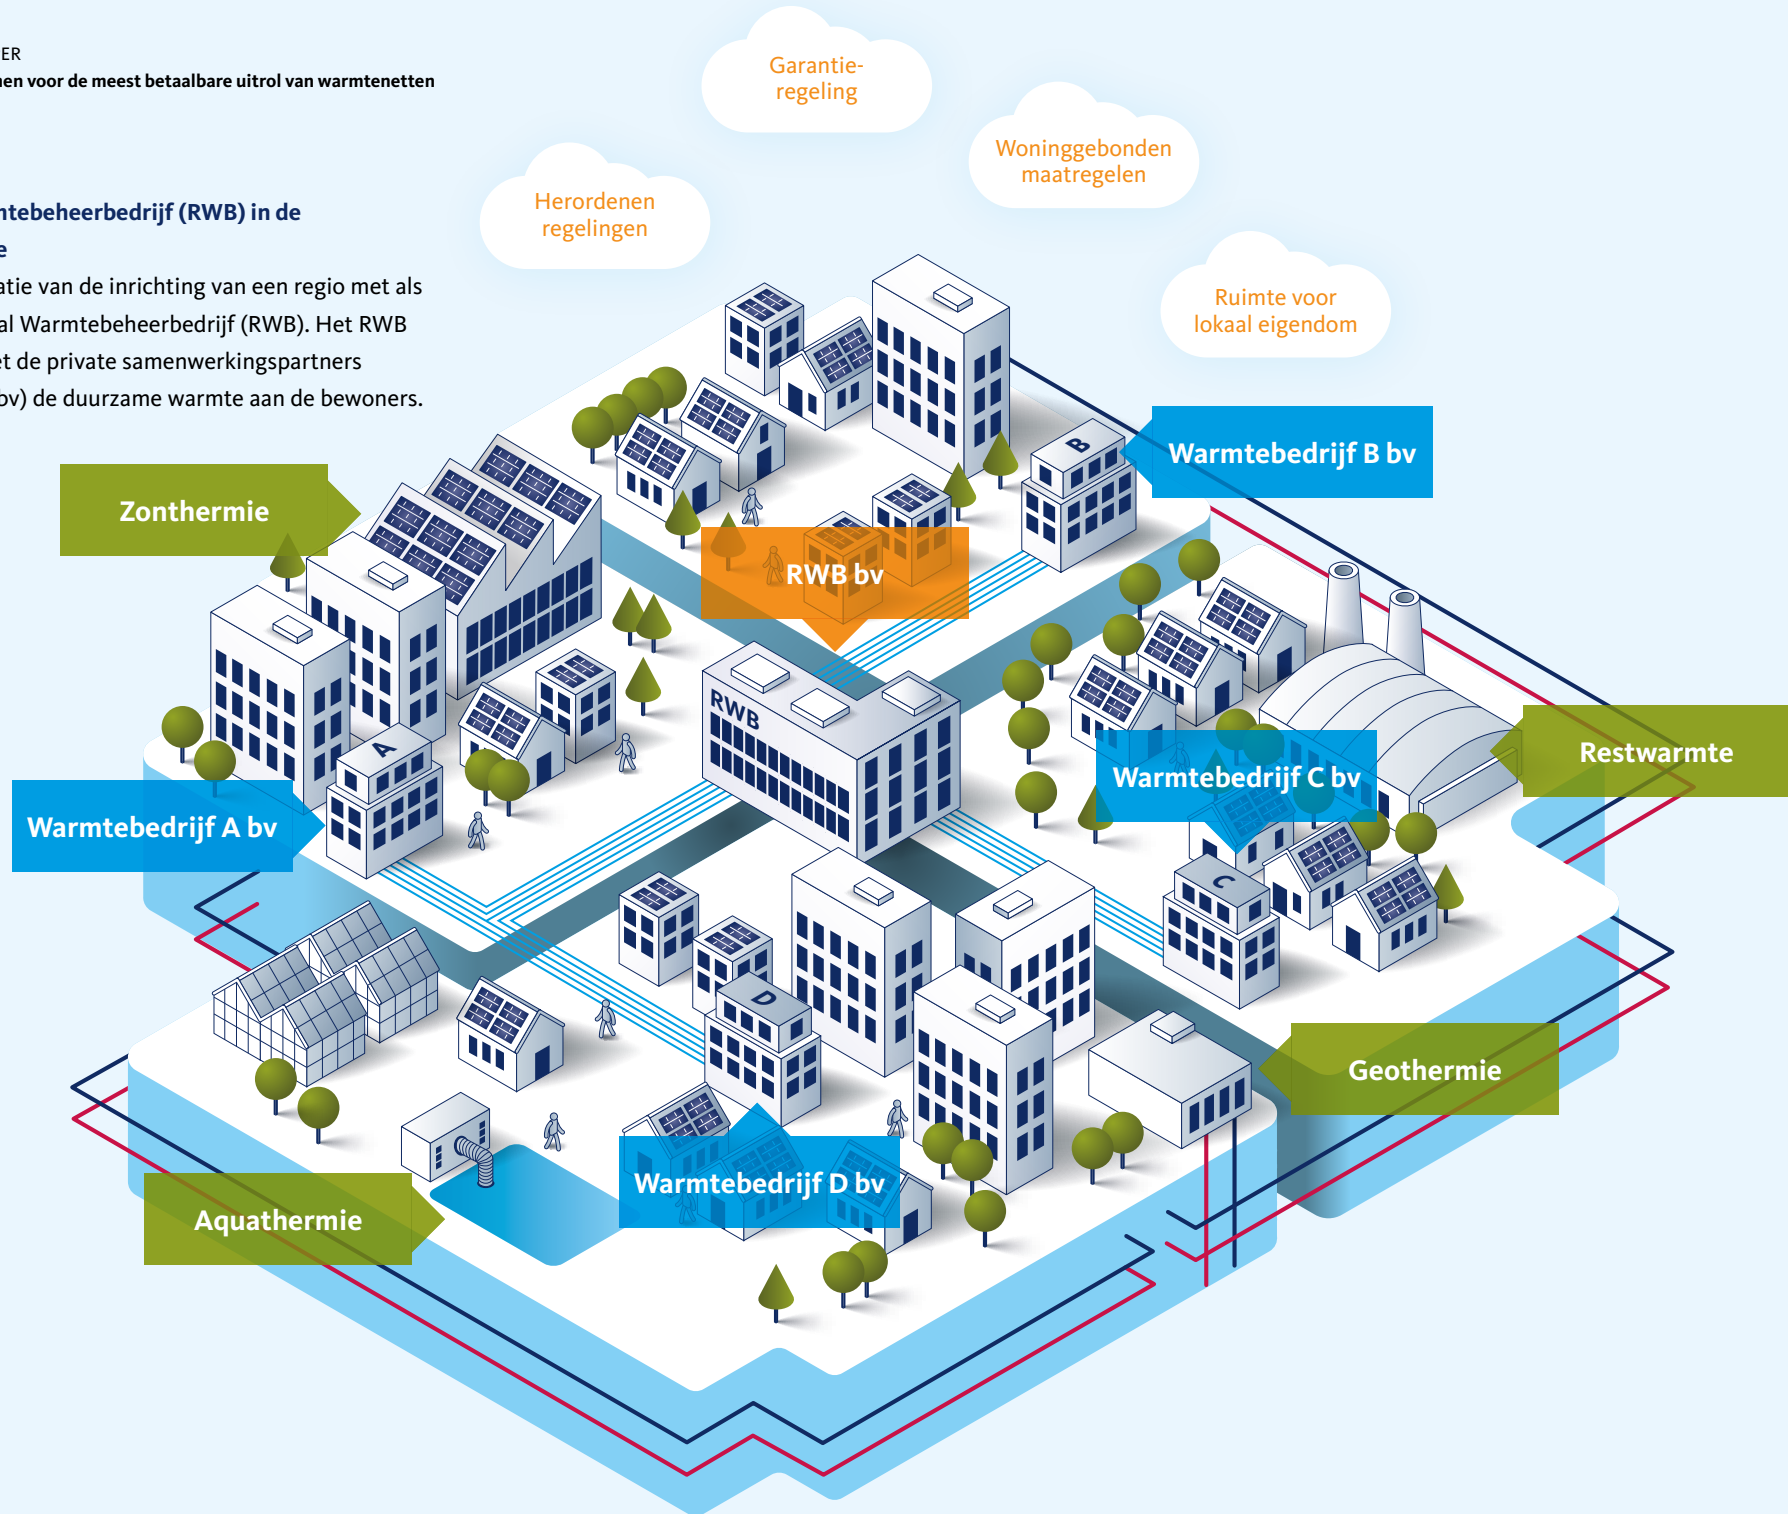 ER
nen voor de meest betaalbare uitrol van warmtenetten
Garantie-
regeling
Woninggebonden
maatregelen
Herordenen
regelingen
Ruimte voor
lokaal eigendom
mtebeheerbedrijf (RWB) in de
e
atie van de inrichting van een regio met als
al Warmtebeheerbedrijf (RWB). Het RWB
et de private samenwerkingspartners
bv) de duurzame warmte aan de bewoners.
B
Warmtebedrijf B bv
Zonthermie
RWB bv
RWB
A
Restwarmte
Warmtebedrijf C bv
Warmtebedrijf A bv
C
D
Geothermie
Warmtebedrijf D bv
Aquathermie